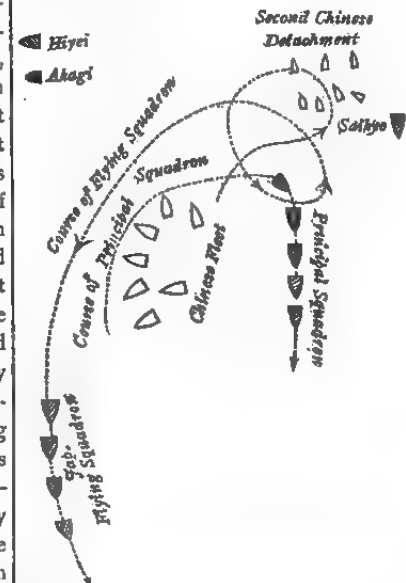 Second Chinese
Detachment
Hiyei
Akagi
Saikyo
Course of Flying Squadron
Course of Principal Squadron
Chinese Fleet
Principal Squadron
Jap.
Flying Squadron